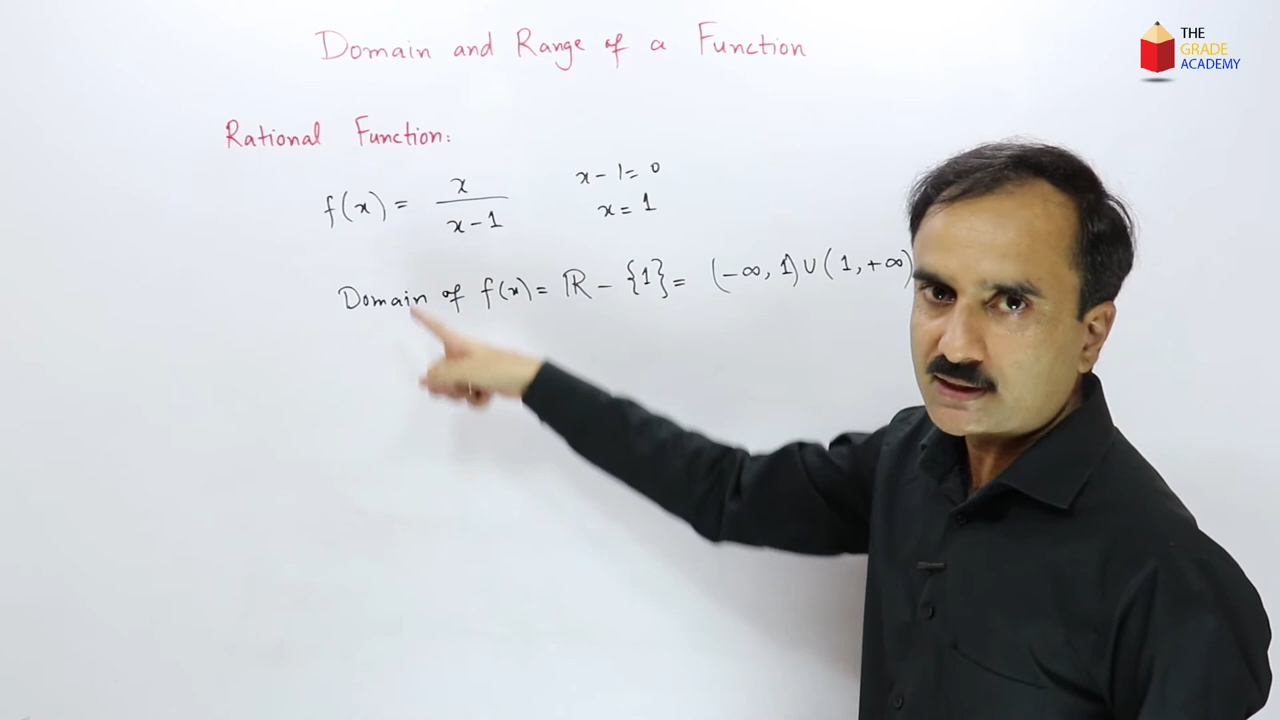 Domain and Range of a Function
THE
GRADE
ACADEMY
Rational Function:
f(x) = x / x-1
x-1=0
x=1
Domain of f(x) = ℝ - {1} = (-∞, 1) ∪ (1, +∞)